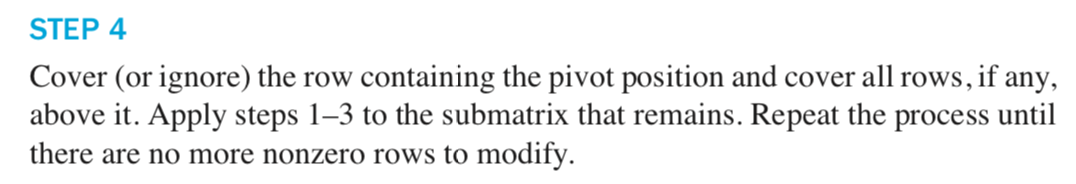 STEP 4
Cover (or ignore) the row containing the pivot position and cover all rows, if any,
above it. Apply steps 1–3 to the submatrix that remains. Repeat the process until
there are no more nonzero rows to modify.